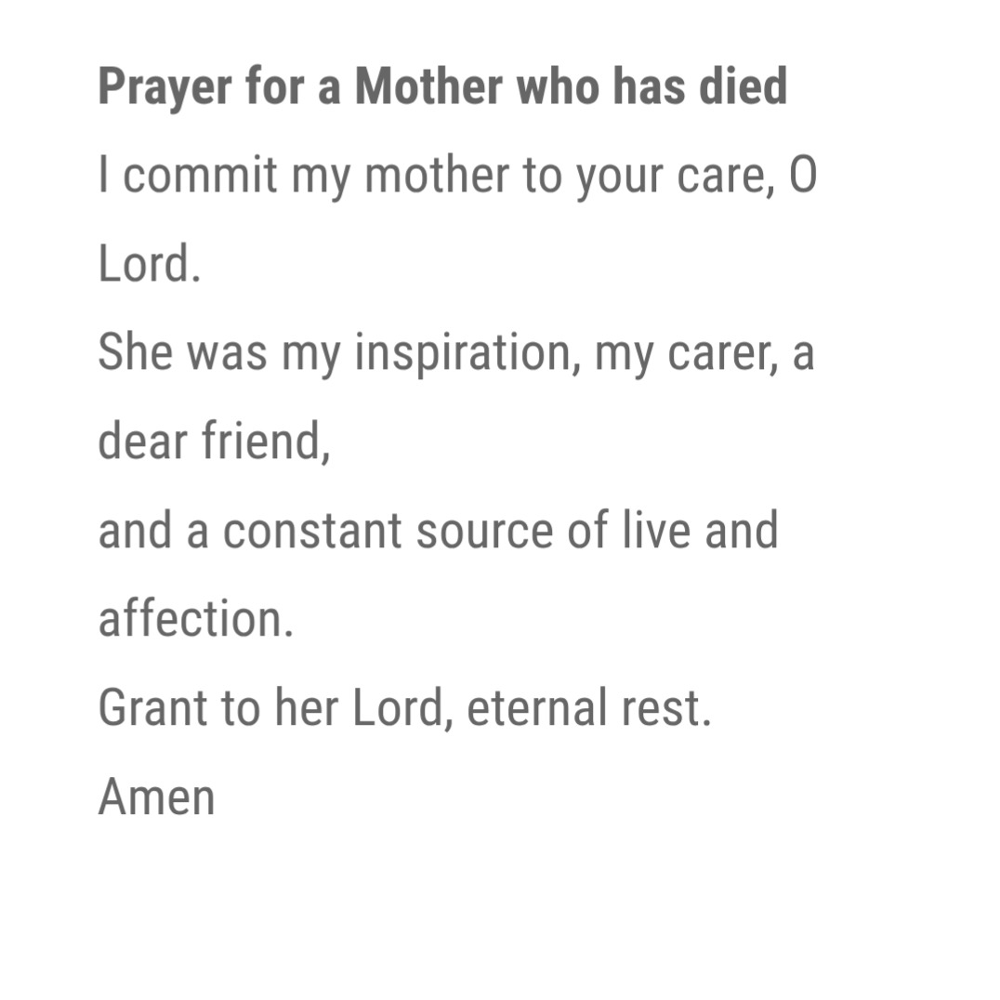 Prayer for a Mother who has died
I commit my mother to your care, O
Lord.
She was my inspiration, my carer, a
dear friend,
and a constant source of live and
affection.
Grant to her Lord, eternal rest.
Amen